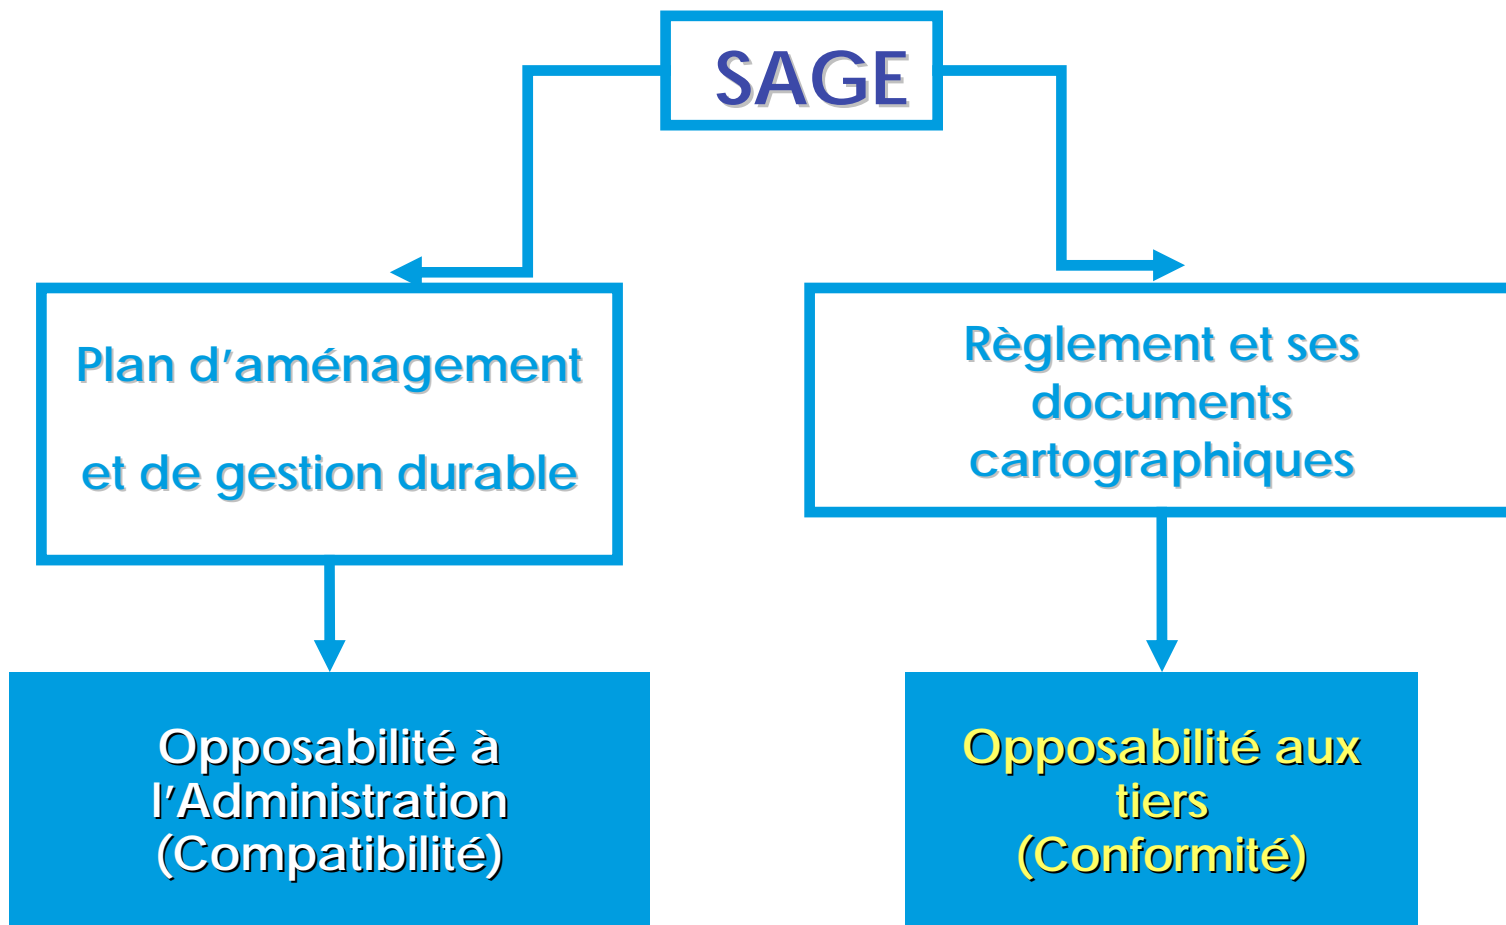 SAGE
Plan d’aménagement
et de gestion durable
Règlement et ses
documents
cartographiques
Opposabilité à
l’Administration
(Compatibilité)
Opposabilité aux
tiers
(Conformité)